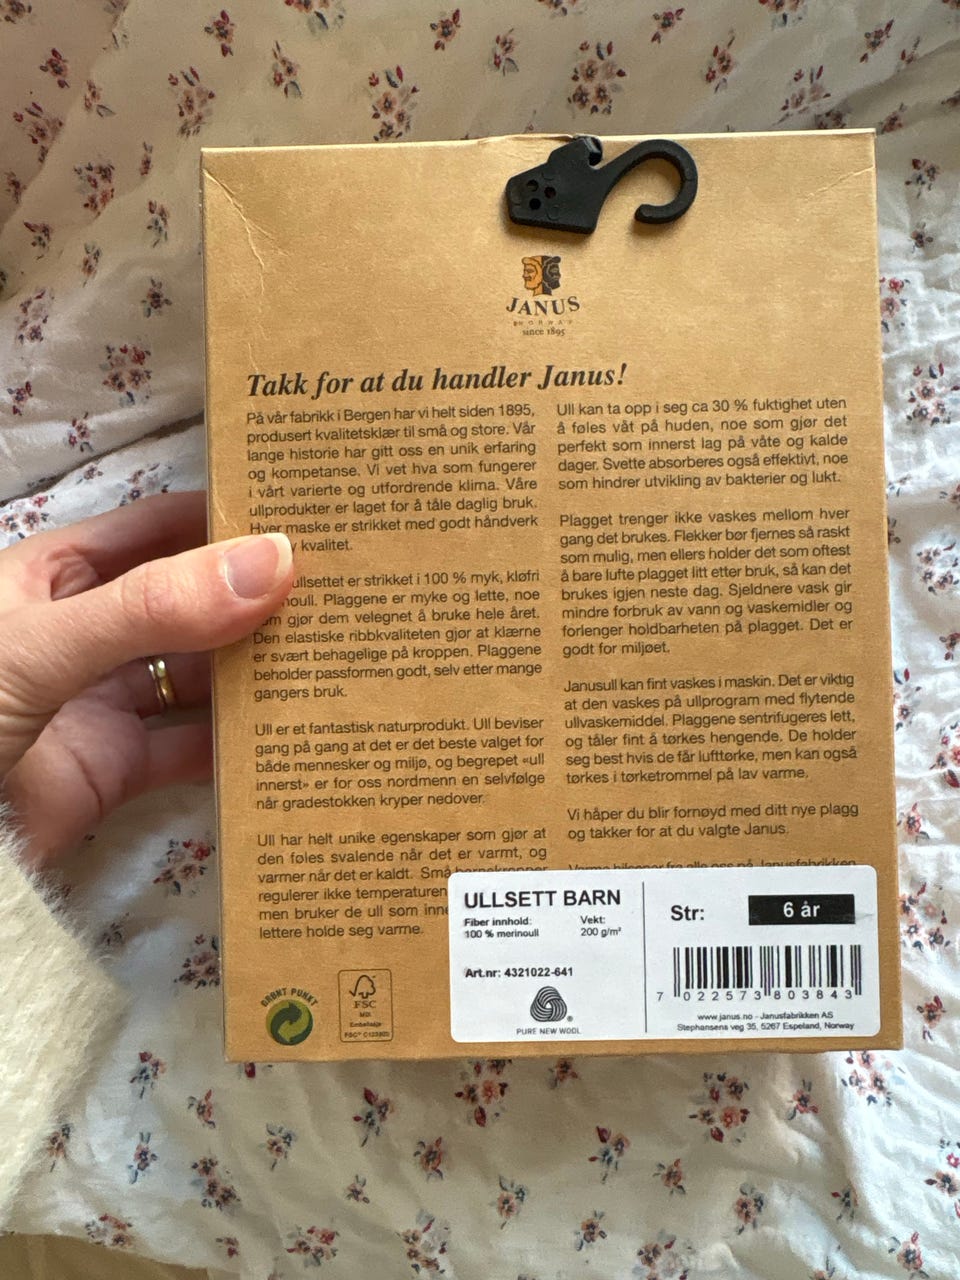 JANUS
NORWAY
since 1895
Takk for at du handler Janus!
På vår fabrikk i Bergen har vi helt siden 1895,
produsert kvalitetsklær til små og store. Vår
lange historie har gitt oss en unik erfaring
og kompetanse. Vi vet hva som fungerer
i vårt varierte og utfordrende klima. Våre
ullprodukter er laget for å tåle daglig bruk.
Hver maske er strikket med godt håndverk
kvalitet.
ullsettet er strikket i 100 % myk, kløfri
Plaggene er myke og lette, noe
gjør dem velegnet å bruke hele året.
Den elastiske ribbkvaliteten gjør at klærne
er svært behagelige på kroppen. Plaggene
beholder passformen godt, selv etter mange
gangers bruk.
Ull er et fantastisk naturprodukt. Ull beviser
gang på gang at det er det beste valget for
både mennesker og miljø, og begrepet «ull
innerst» er for oss nordmenn en selvfølge
når gradestokken kryper nedover.
Ull har helt unike egenskaper som gjør at
den føles svalende når det er varmt, og
varmer når det er kaldt. Små barnekropper
regulerer ikke temperaturen
men bruker de ull som
lettere holde seg varme.
Ull kan ta opp i seg ca 30 % fuktighet uten
å føles våt på huden, noe som gjør det
perfekt som innerst lag på våte og kalde
dager. Svette absorberes også effektivt, noe
som hindrer utvikling av bakterier og lukt.
Plagget trenger ikke vaskes mellom hver
gang det brukes. Flekker bør fjernes så raskt
som mulig, men ellers holder det som oftest
å bare lufte plagget litt etter bruk, så kan det
brukes igjen neste dag. Sjeldnere vask gir
mindre forbruk av vann og vaskemidler og
forlenger holdbarheten på plagget. Det er
godt for miljøet.
Janusull kan fint vaskes i maskin. Det er viktig
at den vaskes på ullprogram med flytende
ullvaskemiddel. Plaggene sentrifugeres lett,
og tåler fint å tørkes hengende. De holder
seg best hvis de får lufttørke, men kan også
tørkes i tørketrommel på lav varme.
Vi håper du blir fornøyd med ditt nye plagg
og takker for at du valgte Janus.
Varme hilsener fra alle oss på Janusfabrikken
GRØNT PUNKT
FSC
MIX
Emballasje
FSC® C123900
ULLSETT BARN
Fiber innhold:
100 % merinoull
Vekt:
200 g/m²
Art.nr: 4321022-641
PURE NEW WOOL
Str:
6 år
7 022573 803843
www.janus.no - Janusfabrikken AS
Stephansens veg 35, 5267 Espeland, Norway